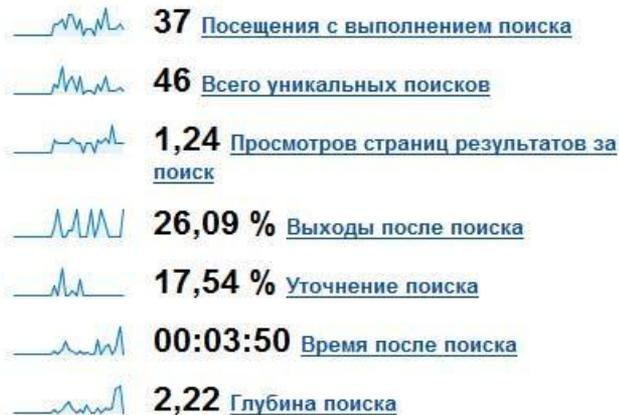 37 Посещения с выполнением поиска
46 Всего уникальных поисков
1,24 Просмотров страниц результатов за
поиск
26,09 % Выходы после поиска
17,54 % Уточнение поиска
00:03:50 Время после поиска
2,22 Глубина поиска